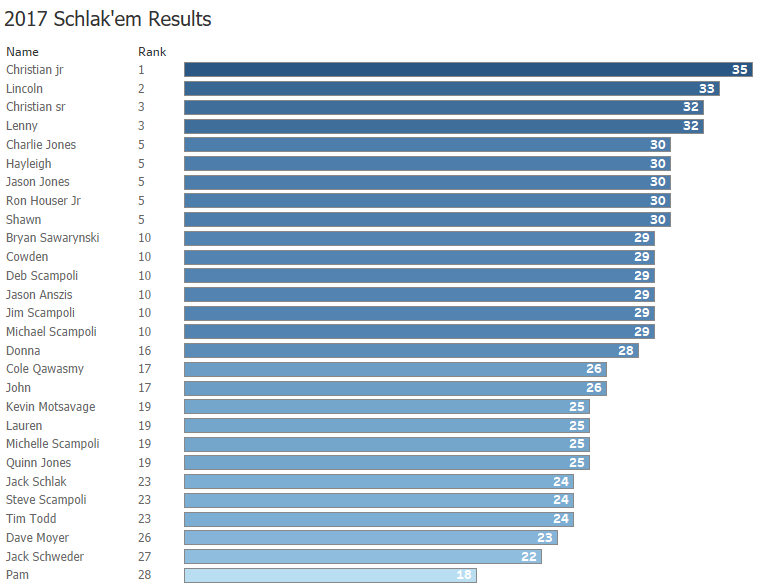 2017 Schlak'em Results
Name Rank
Christian jr 1 35
Lincoln 2 33
Christian sr 3 32
Lenny 3 32
Charlie Jones 5 30
Hayleigh 5 30
Jason Jones 5 30
Ron Houser Jr 5 30
Shawn 5 30
Bryan Sawarynski 10 29
Cowden 10 29
Deb Scampoli 10 29
Jason Anszis 10 29
Jim Scampoli 10 29
Michael Scampoli 10 29
Donna 16 28
Cole Qawasmy 17 26
John 17 26
Kevin Motsavage 19 25
Lauren 19 25
Michelle Scampoli 19 25
Quinn Jones 19 25
Jack Schlak 23 24
Steve Scampoli 23 24
Tim Todd 23 24
Dave Moyer 26 23
Jack Schweder 27 22
Pam 28 18